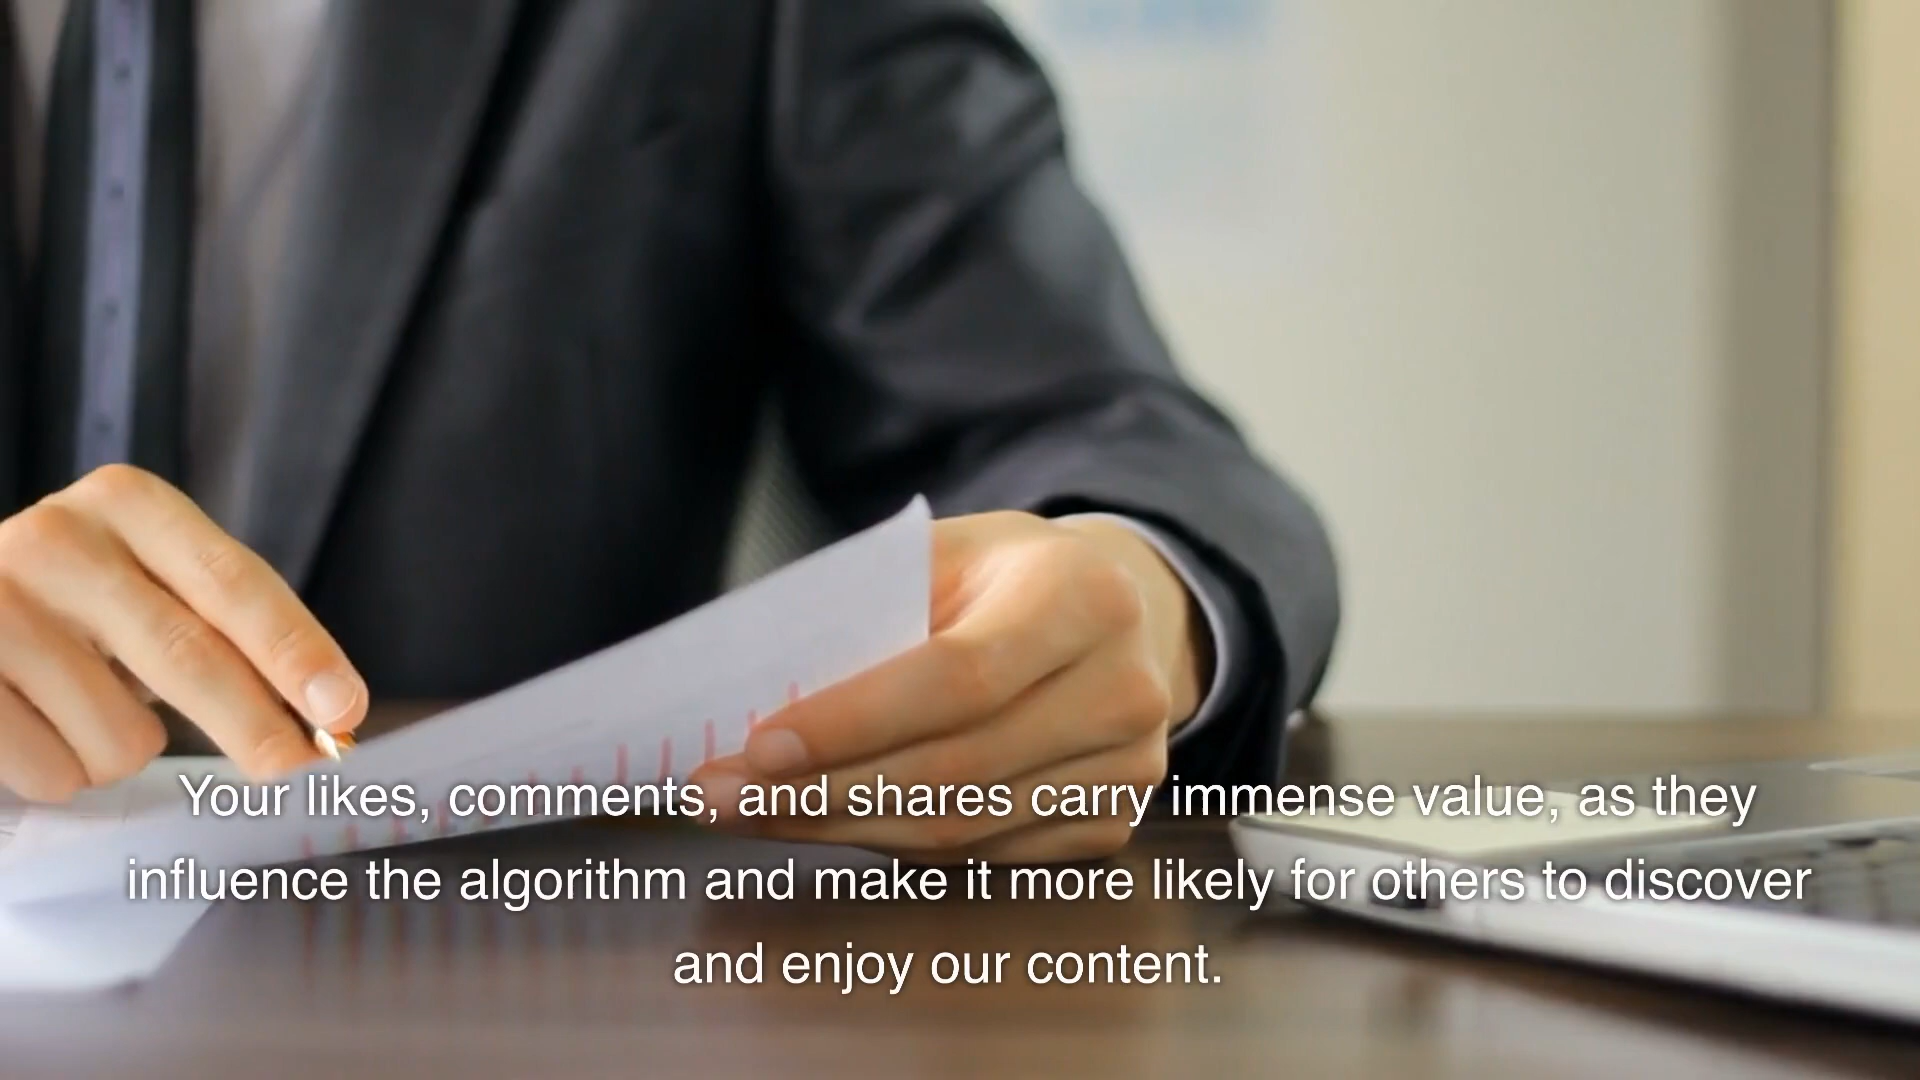 Your likes, comments, and shares carry immense value, as they
influence the algorithm and make it more likely for others to discover
and enjoy our content.